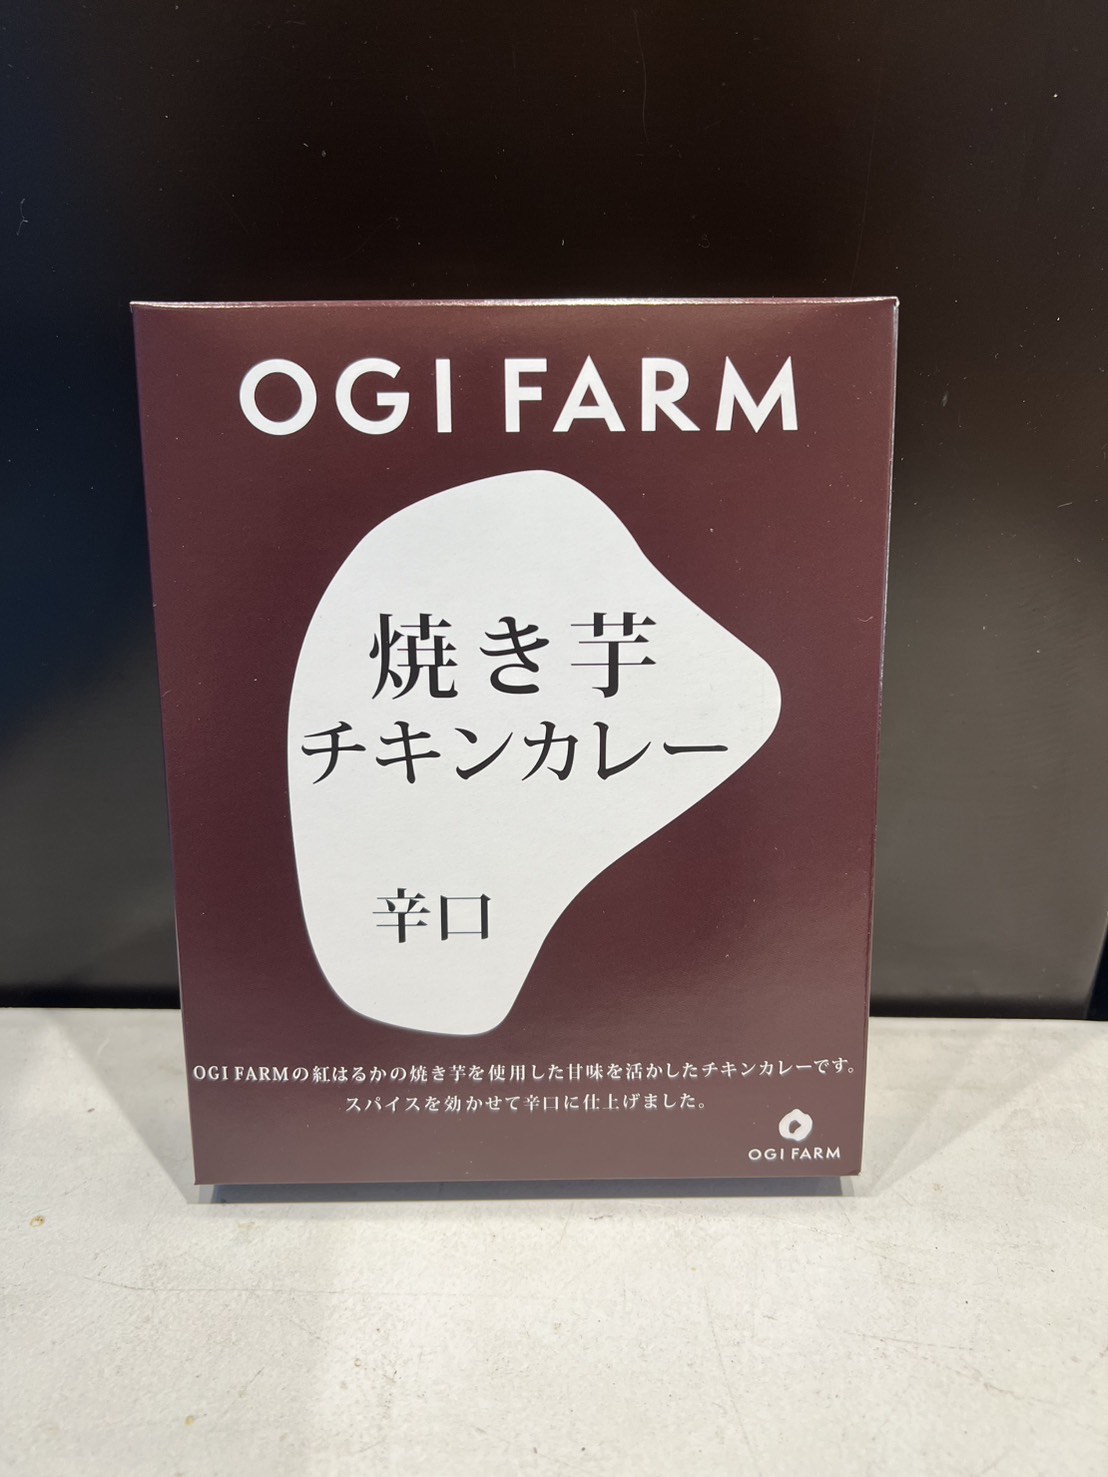 OGI FARM
焼き芋
チキンカレー
辛口
OGI FARMの紅はるかの焼き芋を使用した甘味を活かしたチキンカレーです。
スパイスを効かせて辛口に仕上げました。
OGI FARM